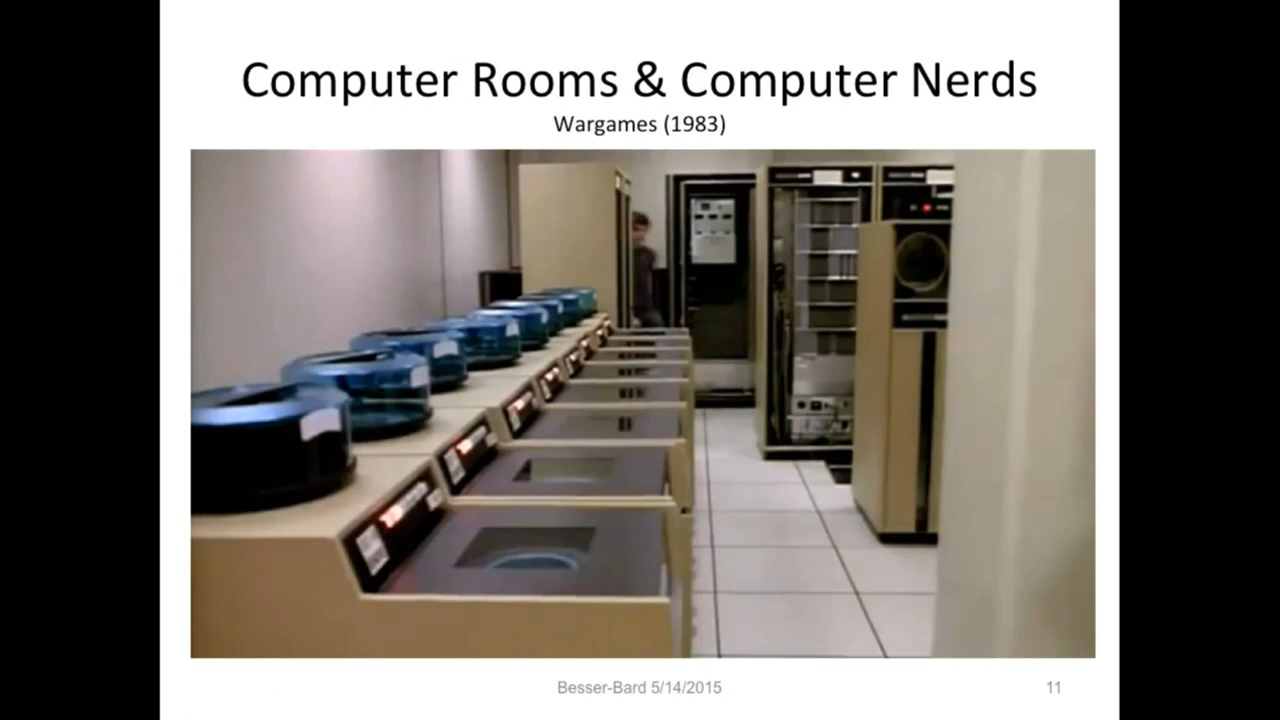 Computer Rooms & Computer Nerds
Wargames (1983)
Besser-Bard 5/14/2015
11